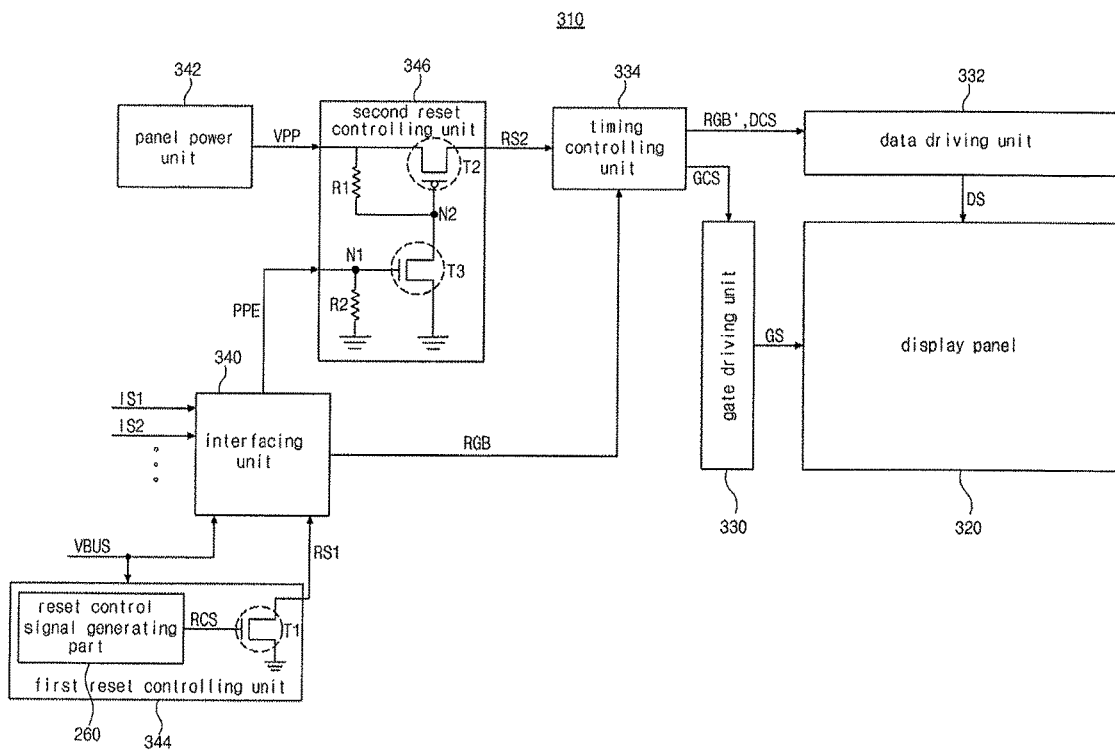 310
342
346
334
332
panel power
unit
VPP
second reset
controlling unit
T2
R1
N2
N1
T3
R2
RS2
timing
controlling
unit
RGB',DCS
GCS
data driving unit
DS
gate driving unit
GS
display panel
330
320
PPE
340
IS1
IS2
interfacing
unit
RGB
VBUS
RS1
reset control
signal generating
part
RCS
T1
first reset controlling unit
260
344